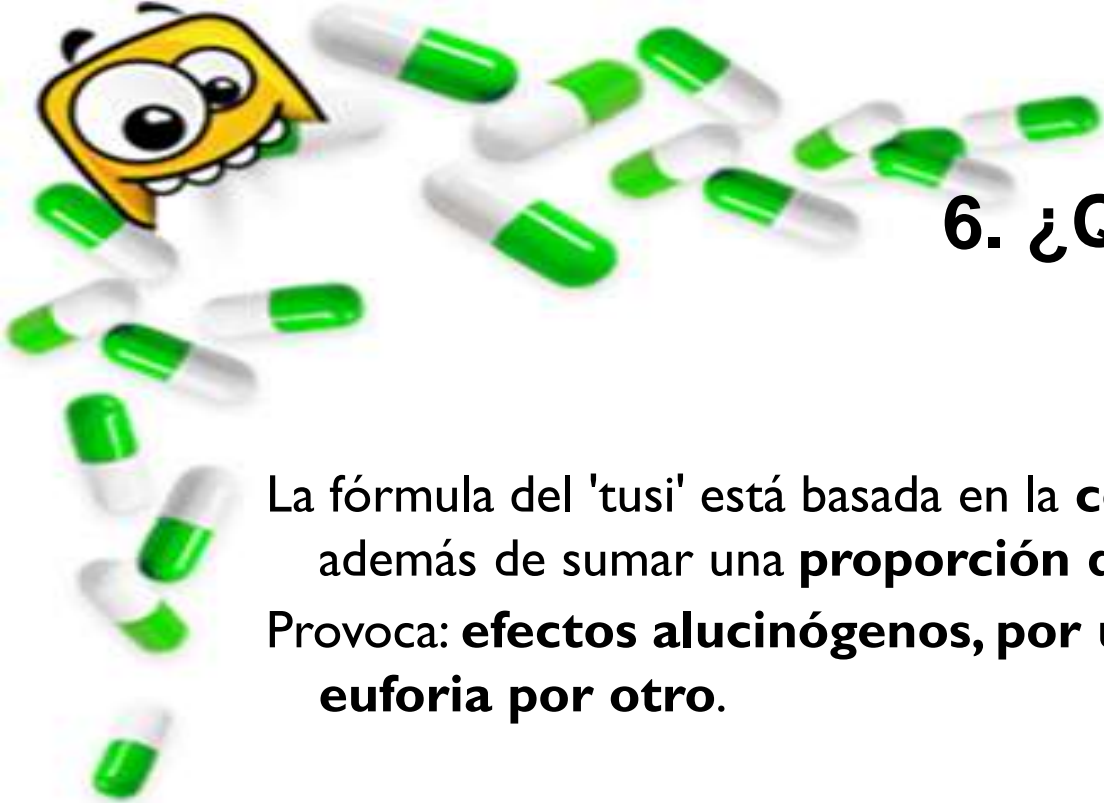 6. ¿Q
La fórmula del 'tusi' está basada en la
además de sumar una proporción
Provoca: efectos alucinógenos, por
euforia por otro.